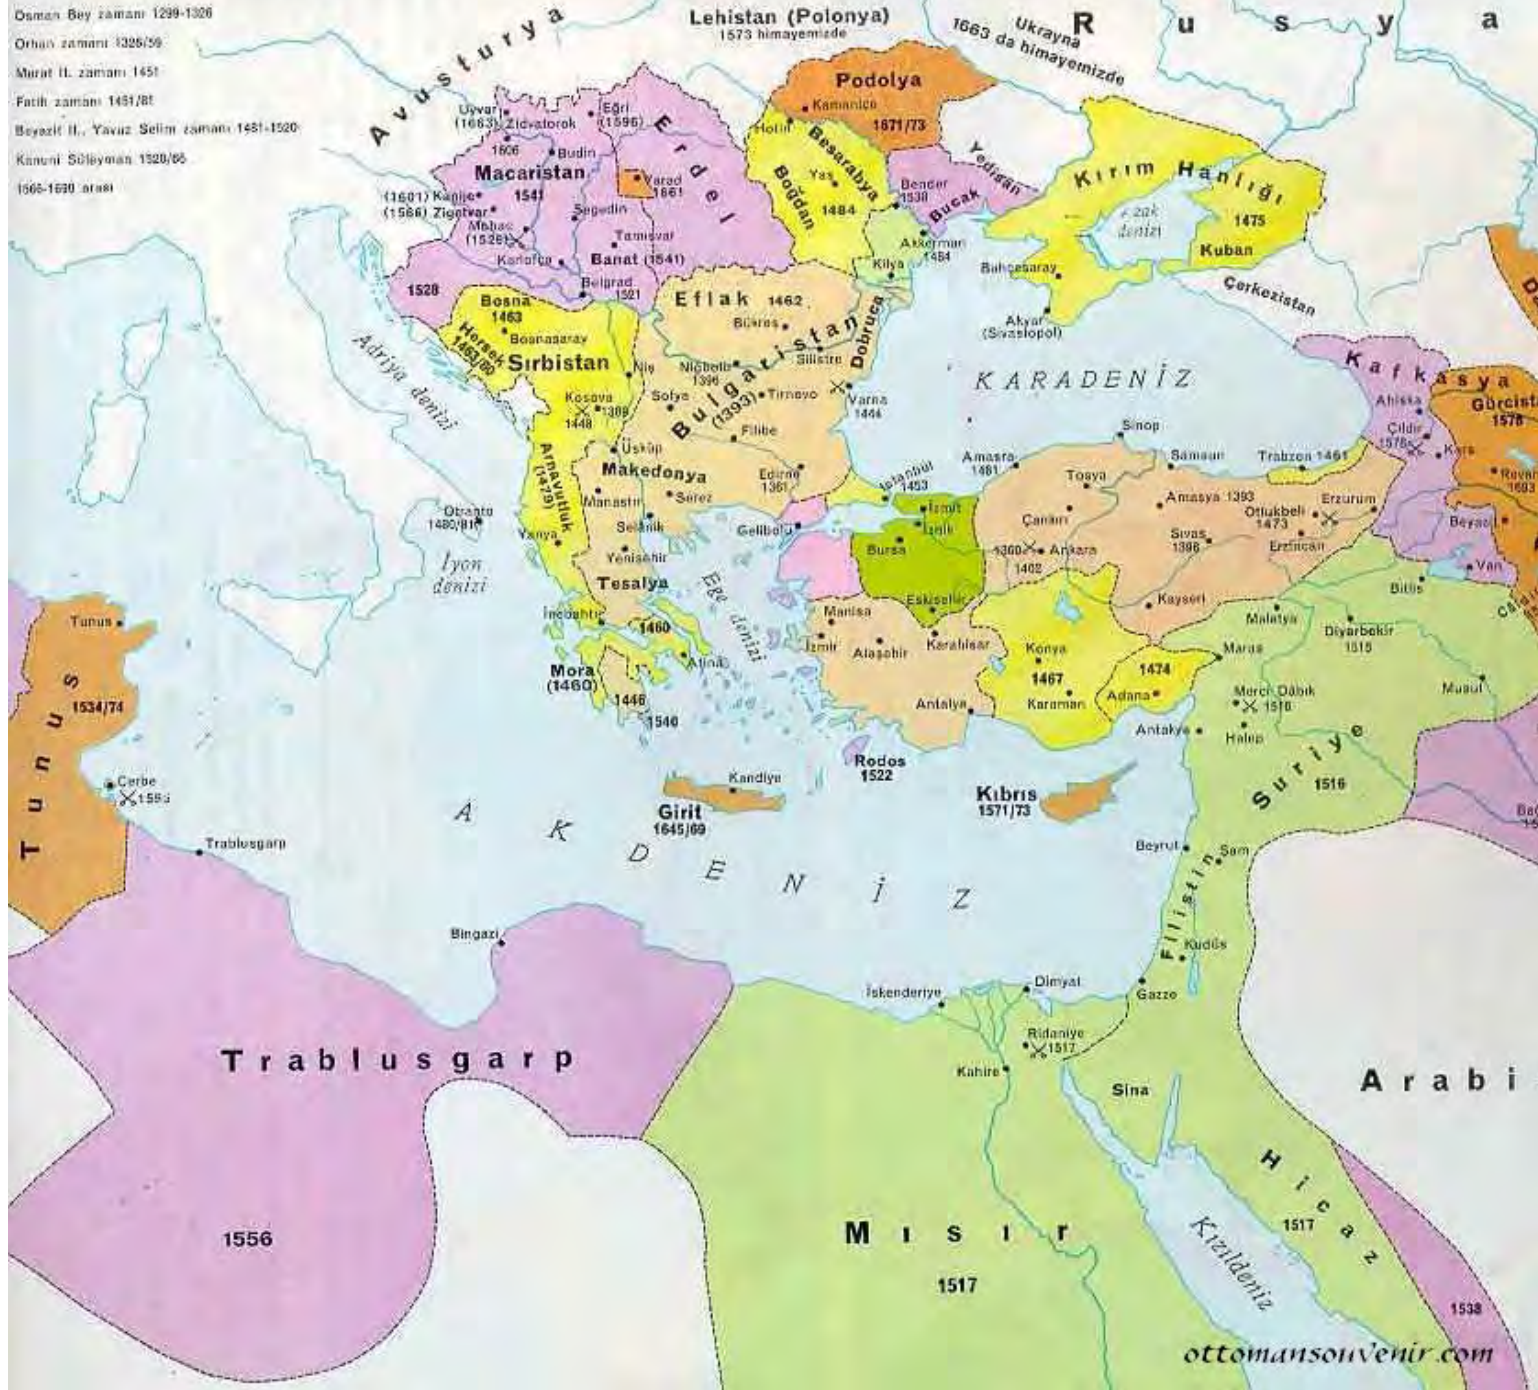 Osman Bey zamanı 1299-1326
Orhan zamanı 1326/59
Murat II. zamanı 1451
Fatih zamanı 1451/81
Beyazit II., Yavuz Selim zamanı 1481-1520
Kanuni Süleyman 1520/66
1566-1690 arası
Avusturya
Lehistan (Polonya)
1573 himayemizde
Ukrayna
1663 da himayemizde
Rusya
Podolya
Kamaniçe
1671/73
Hotin
Besarabya
Boğdan
Yaş
1484
Bender
1538
Bucak
Yedigân
Akkerman
1484
Kilya
Kırım Hanlığı
1475
Kuban
denizi
Bahçesaray
Akyar
(Sivastopol)
Çerkezistan
Uyvar
(1663)
Zidvatorok
1606
Eğri
(1596)
Erdel
Budin
Macaristan
1541
Varad
1661
(1601) Kanije
(1566) Zigetvar
Segedin
Mohaç
(1526)
Tamışvar
Banat (1541)
Karlofça
Belgrad
1521
1528
Bosna
1463
Hersek
Bosnasaray
Sırbistan
Niş
Kosova
1389
1448
Eflak 1462
Bükreş
Dobruca
Silistre
Niğbolu
1396
Bulgaristan
(1393)
Sofya
Tırnovo
Filibe
Varna
1444
Edirne
1361
Üsküp
Makedonya
Manastır
Serez
Selânik
Arnavutluk
(1479)
Yanya
Yenişehir
Tesalya
İnebahtı
1460
Mora
(1460)
1446
1540
Atina
Adriya denizi
Otranto
1480/81
İyon
denizi
Ege denizi
KARADENİZ
Gelibolu
İstanbul
1453
İzmit
İznik
Bursa
Eskişehir
Manisa
İzmir
Alaşehir
Karahisar
Antalya
Amasra
1461
Sinop
Samsun
Trabzon 1461
Tosya
Çankırı
Amasya 1393
Otlukbeli
1473
Erzurum
Erzincan
Sıvas
1398
1360
Ankara
1402
Kayseri
Konya
1467
Karaman
1474
Adana
Kafkasya
Ahıska
Çıldır
1578
Kars
Gürcista
1578
Revan
Beyazıt
Van
Bitlis
Malatya
Diyarbekir
1515
Maraş
Merci Dâbık
1516
Halep
Musul
Antakya
Suriye
1516
Tunus
Tunus
1534/74
Cerbe
Girit
1645/69
Kandiye
Rodos
1522
Kıbrıs
1571/73
AKDENİZ
Beyrut
Şam
Filistin
Kudüs
Gazze
Trablusgarp
Bingazi
Trablusgarp
1556
İskenderiye
Dimyat
Ridaniye
1517
Kahire
Sina
Mısır
1517
Kızıldeniz
Hicaz
1517
Arabi
1538
ottomansouvenir.com